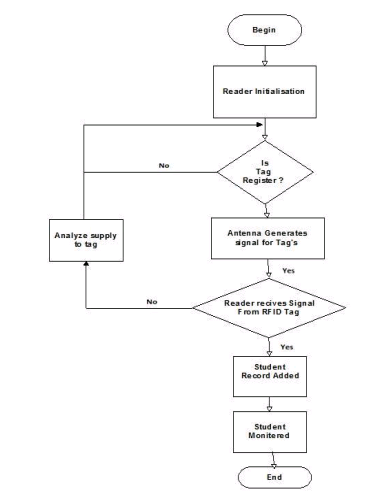 Begin
Reader Initialisation
Is
Tag
Register ?
No
Analyze supply
to tag
Antenna Generates
signal for Tag's
Yes
Reader recives Signal
From RFID Tag
No
Yes
Student
Record Added
Student
Monitered
End